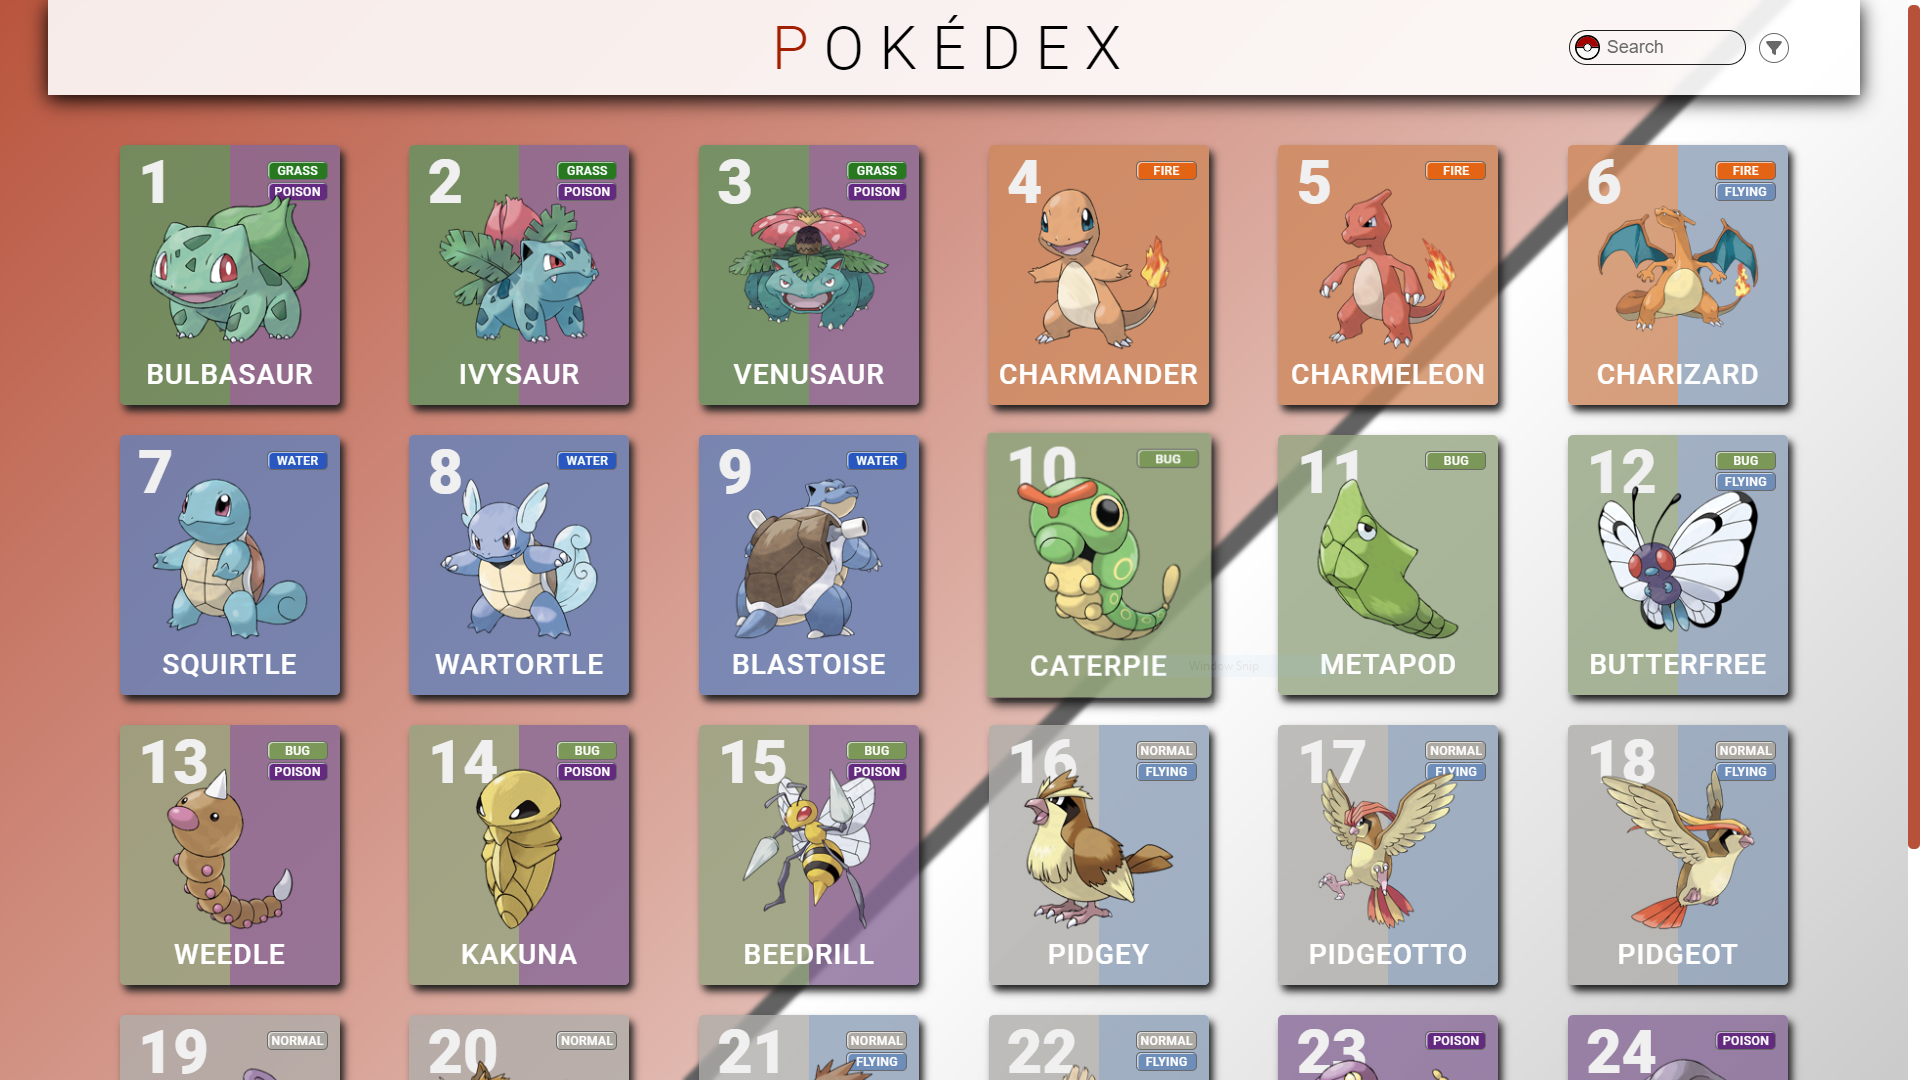 POKÉDEX
Search
1 GRASS POISON
BULBASAUR
2 GRASS POISON
IVYSAUR
3 GRASS POISON
VENUSAUR
4 FIRE
CHARMANDER
5 FIRE
CHARMELEON
6 FIRE FLYING
CHARIZARD
7 WATER
SQUIRTLE
8 WATER
WARTORTLE
9 WATER
BLASTOISE
10 BUG
CATERPIE
Window Snip
11 BUG
METAPOD
12 BUG FLYING
BUTTERFREE
13 BUG POISON
WEEDLE
14 BUG POISON
KAKUNA
15 BUG POISON
BEEDRILL
16 NORMAL FLYING
PIDGEY
17 NORMAL FLYING
PIDGEOTTO
18 NORMAL FLYING
PIDGEOT
19 NORMAL
20 NORMAL
21 NORMAL FLYING
22 NORMAL FLYING
23 POISON
24 POISON